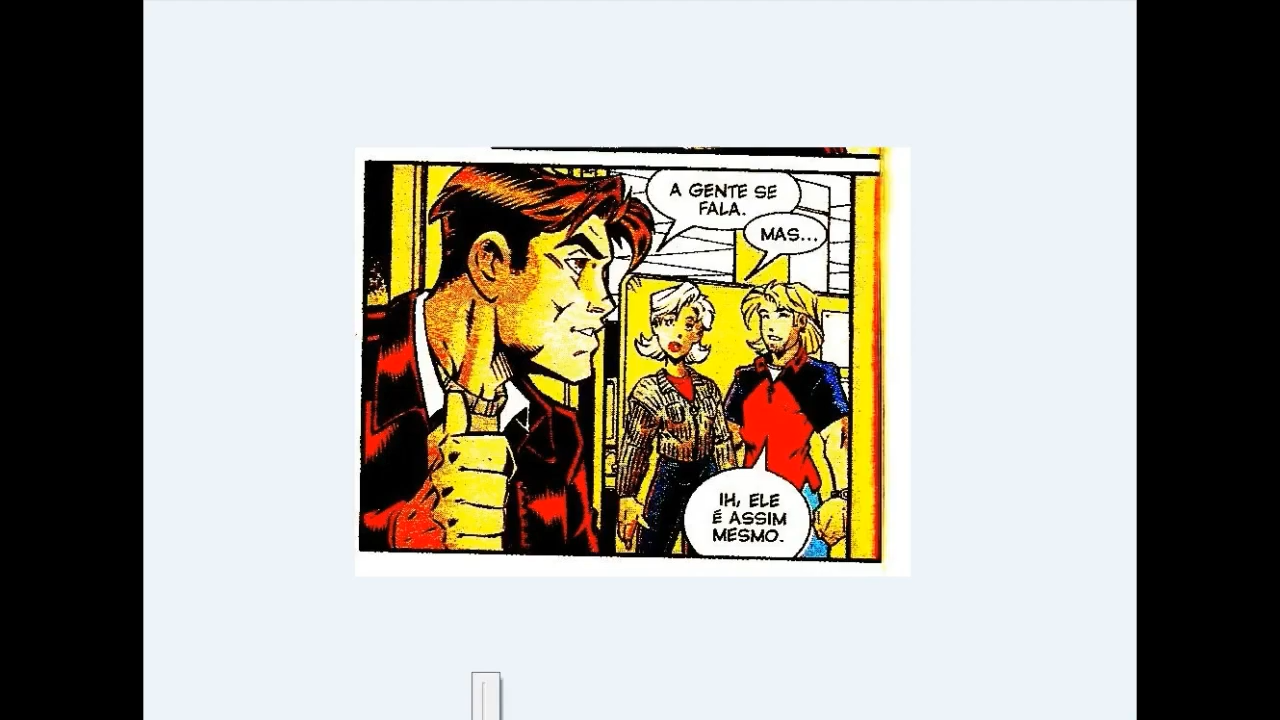 A GENTE SE
FALA.
MAS...
IH, ELE
É ASSIM
MESMO.